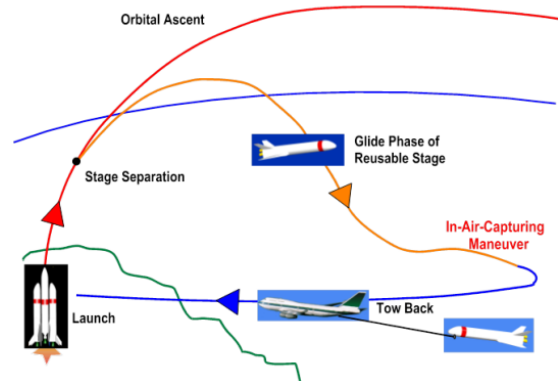 Orbital Ascent
Stage Separation
Glide Phase of
Reusable Stage
In-Air-Capturing
Maneuver
Launch
Tow Back